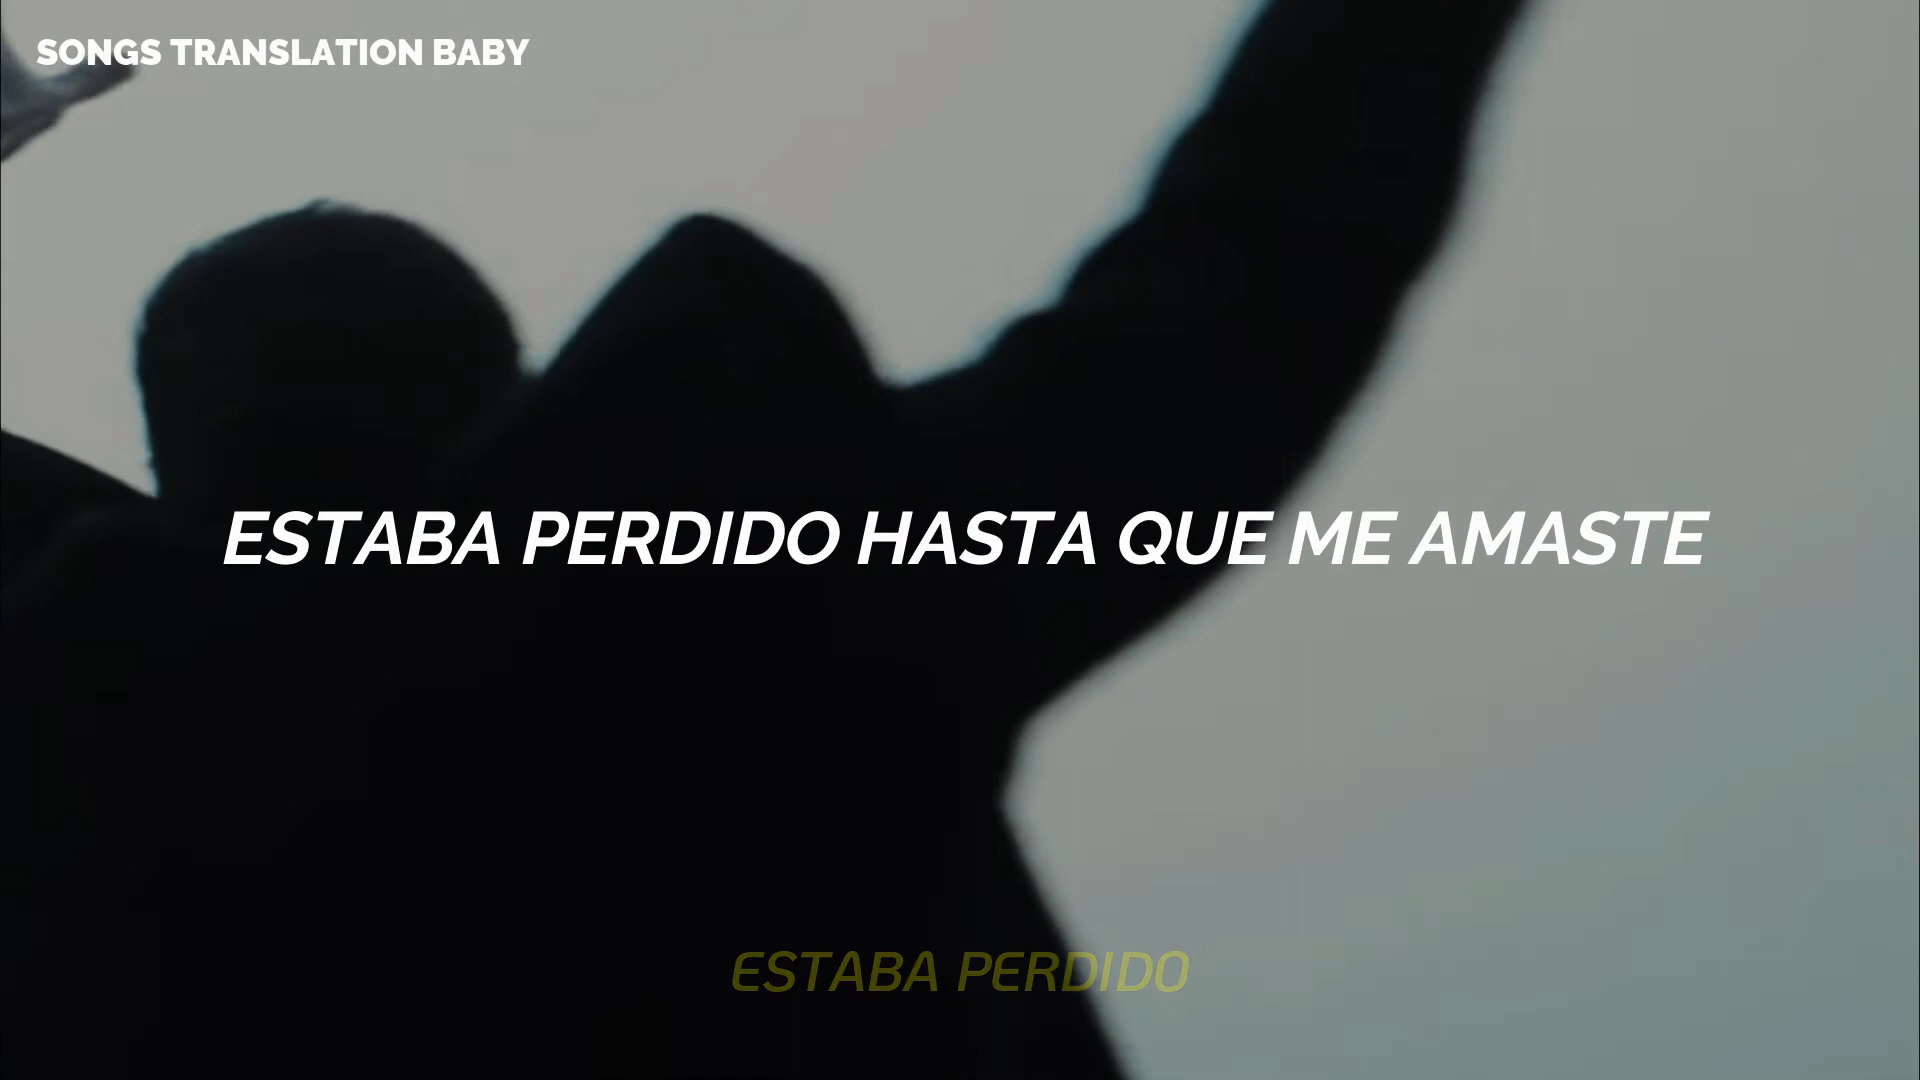 SONGS TRANSLATION BABY
ESTABA PERDIDO HASTA QUE ME AMASTE
ESTABA PERDIDO